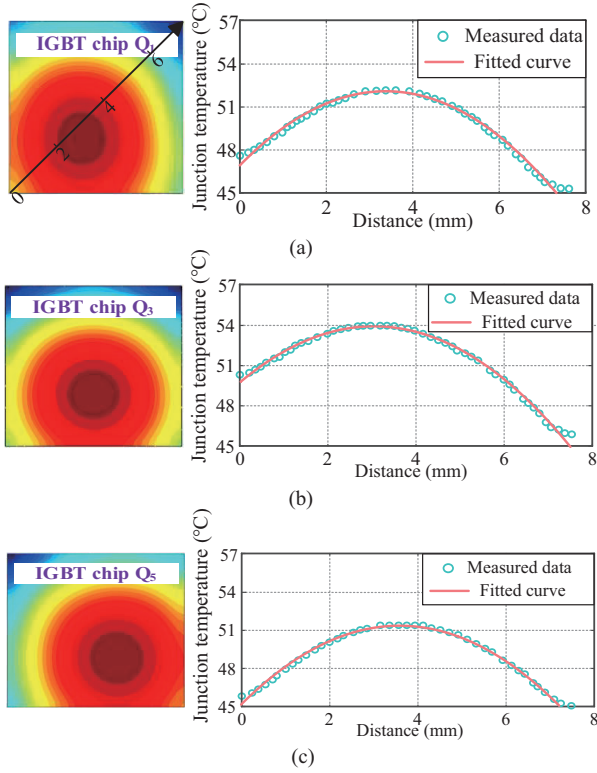 IGBT chip Q1
0
2
4
6
Junction temperature (°C)
57
54
51
48
45
0
2
4
6
8
Distance (mm)
Measured data
Fitted curve
(a)
IGBT chip Q3
Junction temperature (°C)
57
54
51
48
45
0
2
4
6
8
Distance (mm)
Measured data
Fitted curve
(b)
IGBT chip Q5
Junction temperature (°C)
57
54
51
48
45
0
2
4
6
8
Distance (mm)
Measured data
Fitted curve
(c)